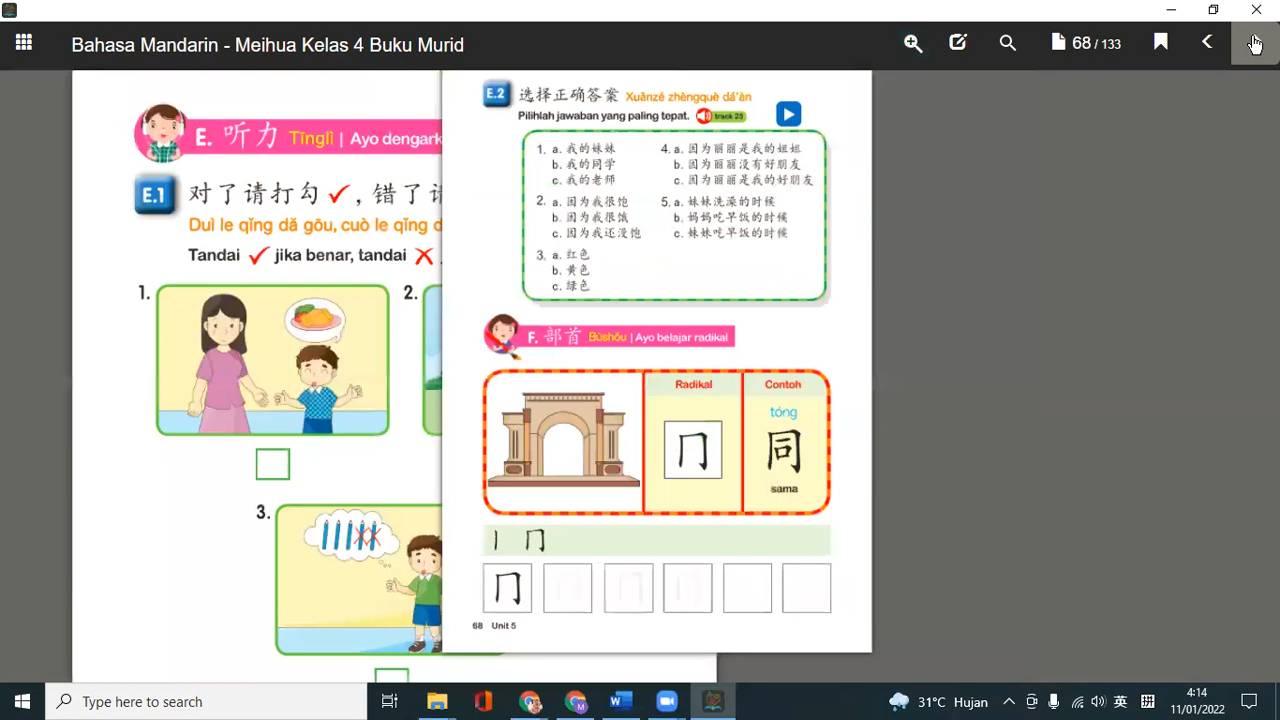 Bahasa Mandarin - Meihua Kelas 4 Buku Murid
68 / 133
E. 听力 Tīnglì | Ayo dengark
E.1 对了请打勾 ✓, 错了请
Duì le qǐng dǎ gōu, cuò le qǐng d
Tandai ✓ jika benar, tandai ✗
1.
2.
3.
E.2 选择正确答案 Xuǎnzé zhèngquè dá'àn
Pilihlah jawaban yang paling tepat. track 23
1. a. 我的妹妹
b. 我的同学
c. 我的老师
2. a. 因为我很饱
b. 因为我很饿
c. 因为我还没饱
3. a. 红色
b. 黄色
c. 绿色
4. a. 因为丽丽是我的姐姐
b. 因为丽丽没有好朋友
c. 因为丽丽是我的好朋友
5. a. 妹妹洗澡的时候
b. 妈妈吃早饭的时候
c. 妹妹吃早饭的时候
F. 部首 Bùshǒu | Ayo belajar radikal
Radikal
Contoh
冂
tóng
同
sama
丨 冂
冂
68 Unit 5
Type here to search
31°C Hujan
英
4:14
11/01/2022